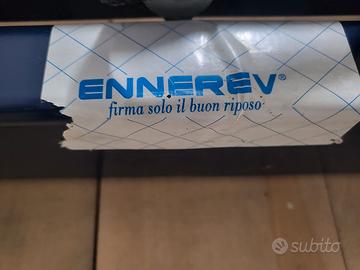 ENNEREV®
firma solo il buon riposo
subito